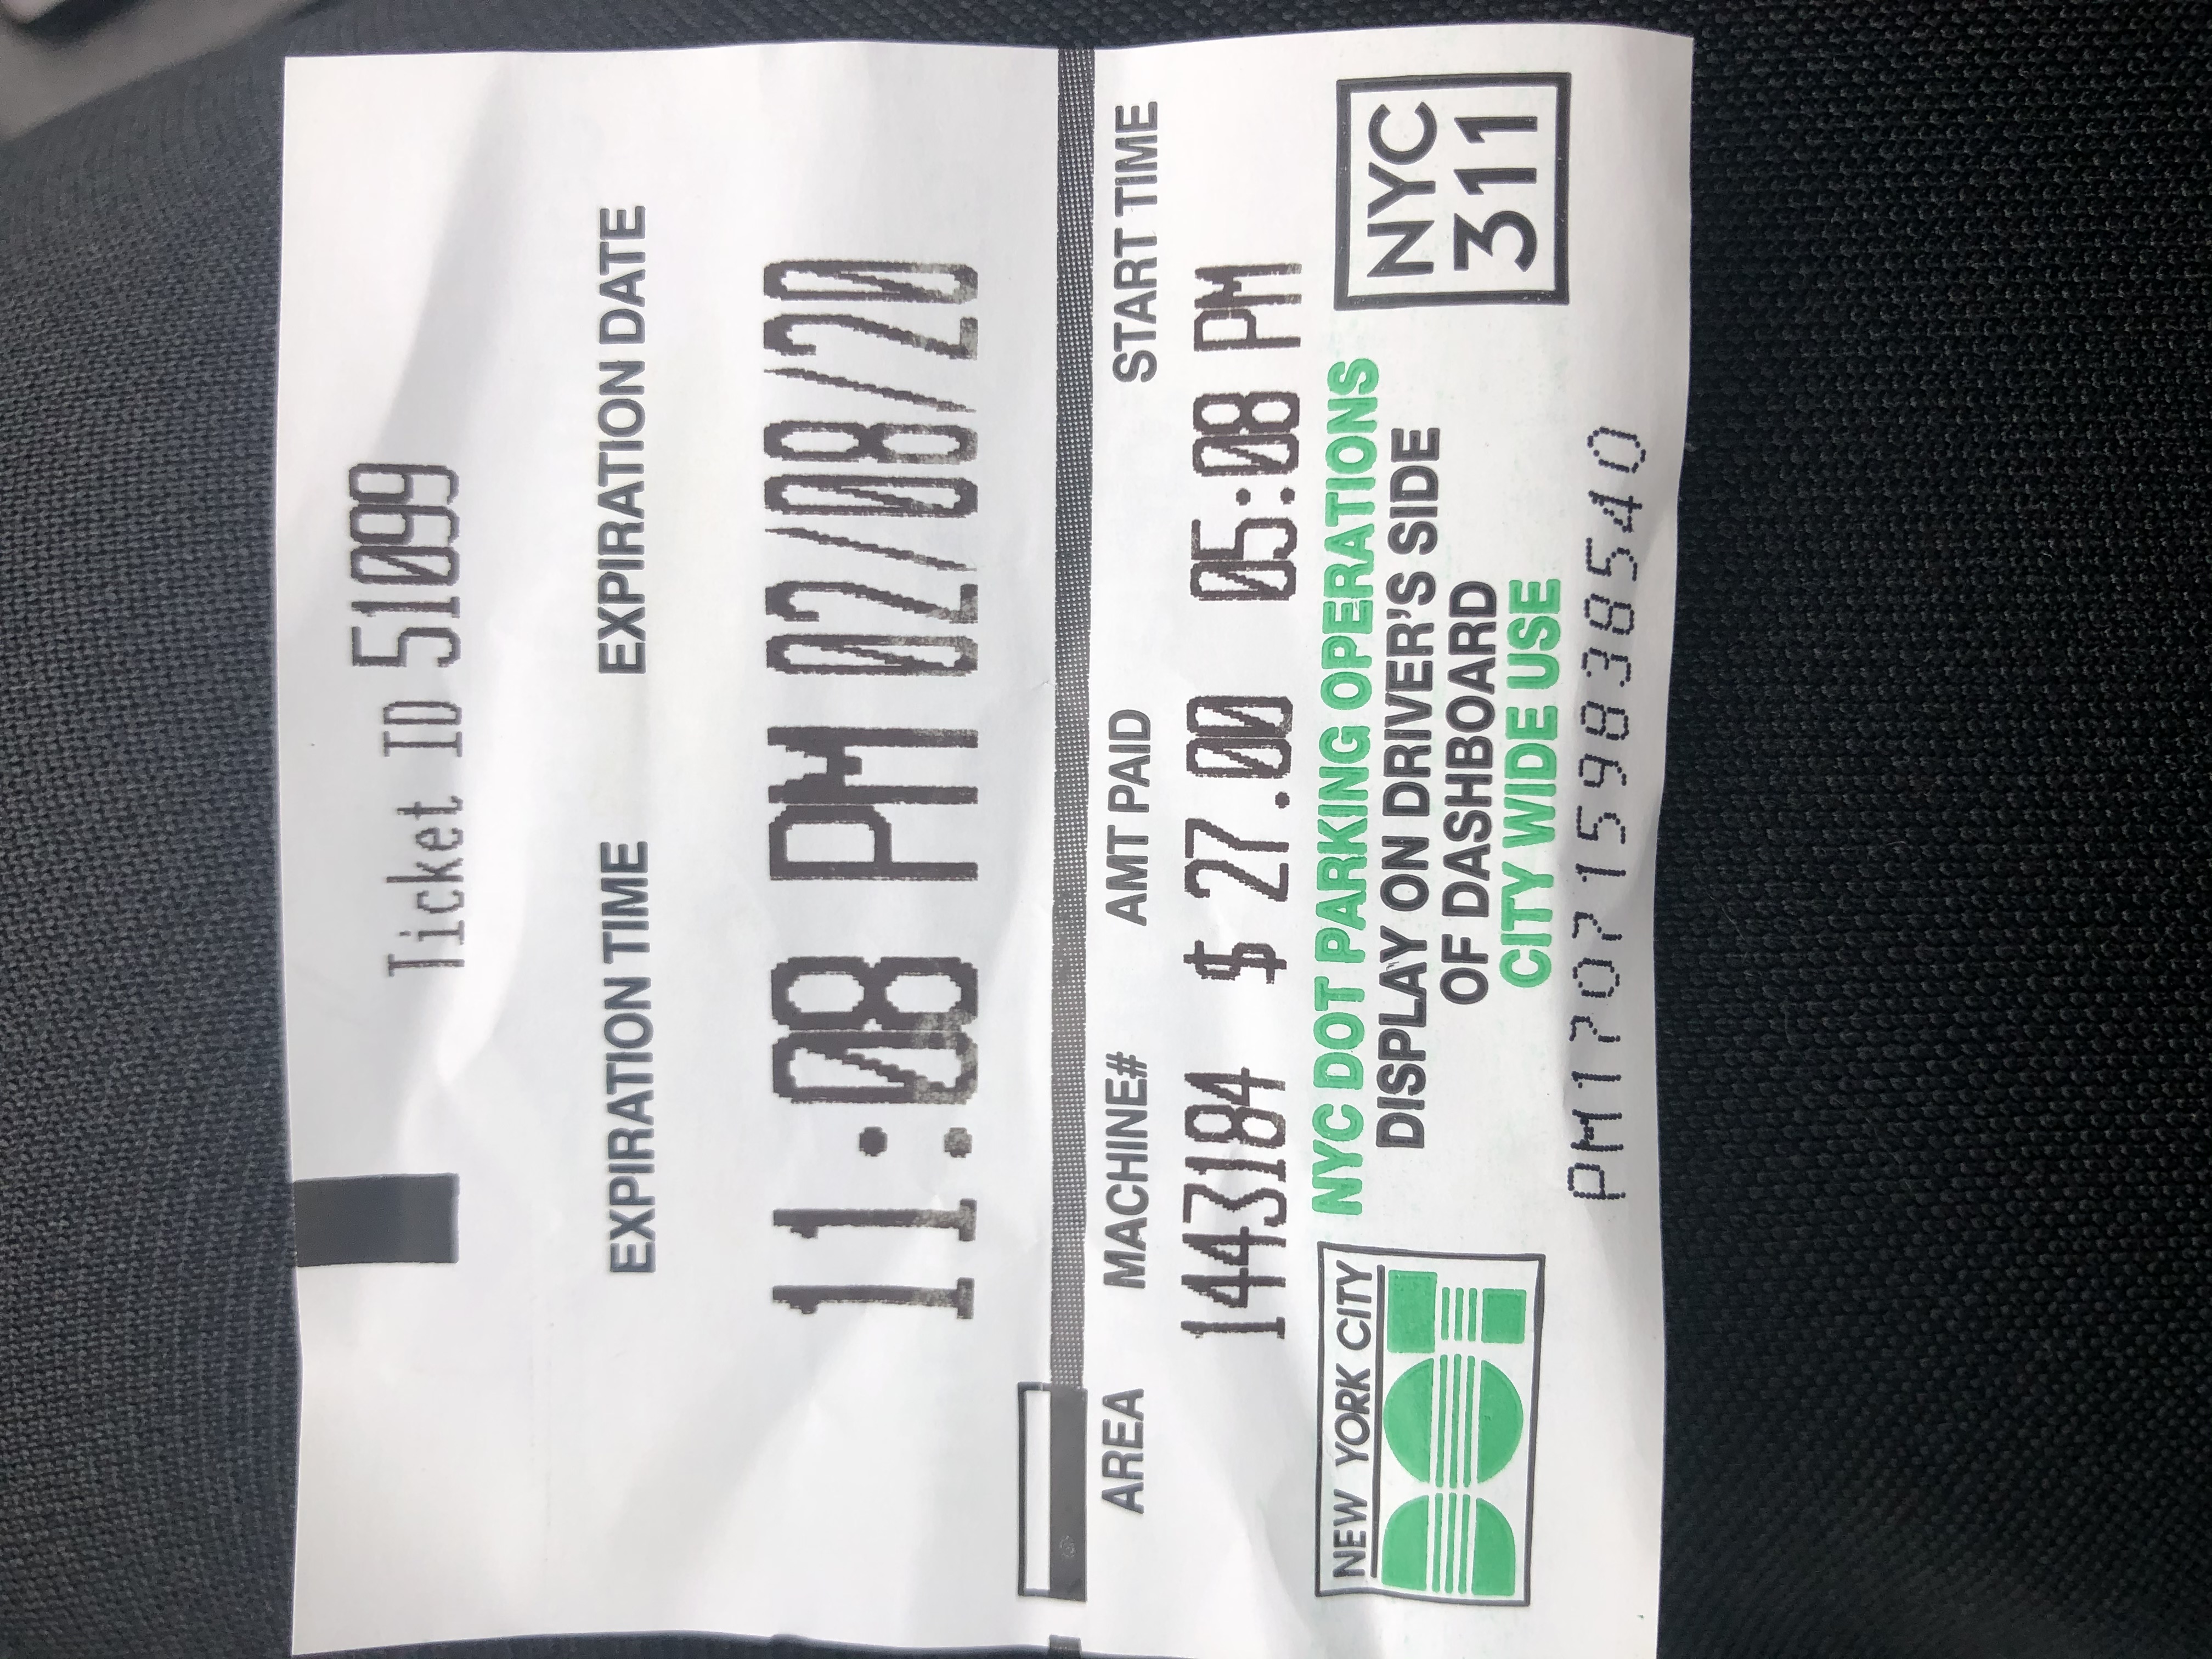 Ticket ID 51099
EXPIRATION TIME EXPIRATION DATE
11:08 PM 02/08/20
AREA MACHINE# AMT PAID START TIME
1443184 $ 27.00 05:08 PM
NEW YORK CITY
DOT
NYC DOT PARKING OPERATIONS
DISPLAY ON DRIVER'S SIDE
OF DASHBOARD
CITY WIDE USE
NYC
311
PM1707159838540